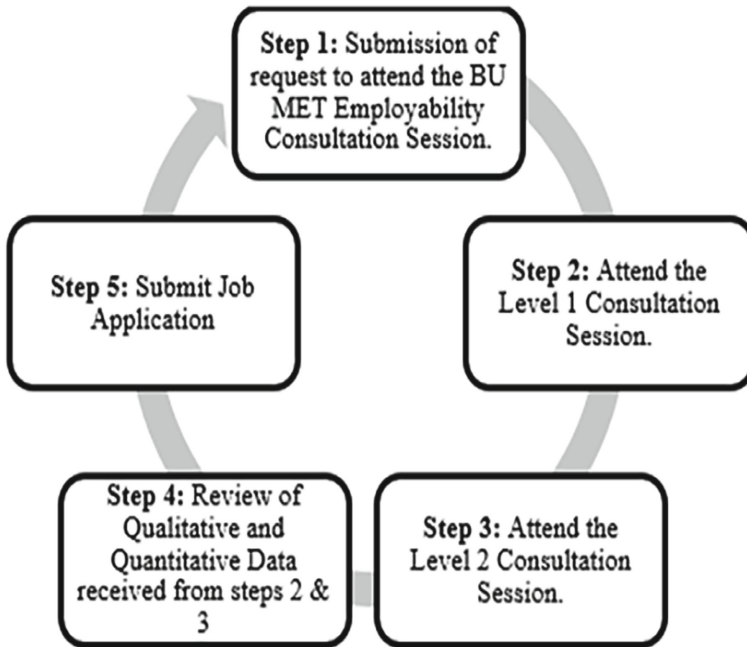 Step 1: Submission of
request to attend the BU
MET Employability
Consultation Session.
Step 2: Attend the
Level 1 Consultation
Session.
Step 3: Attend the
Level 2 Consultation
Session.
Step 4: Review of
Qualitative and
Quantitative Data
received from steps 2 &
3
Step 5: Submit Job
Application